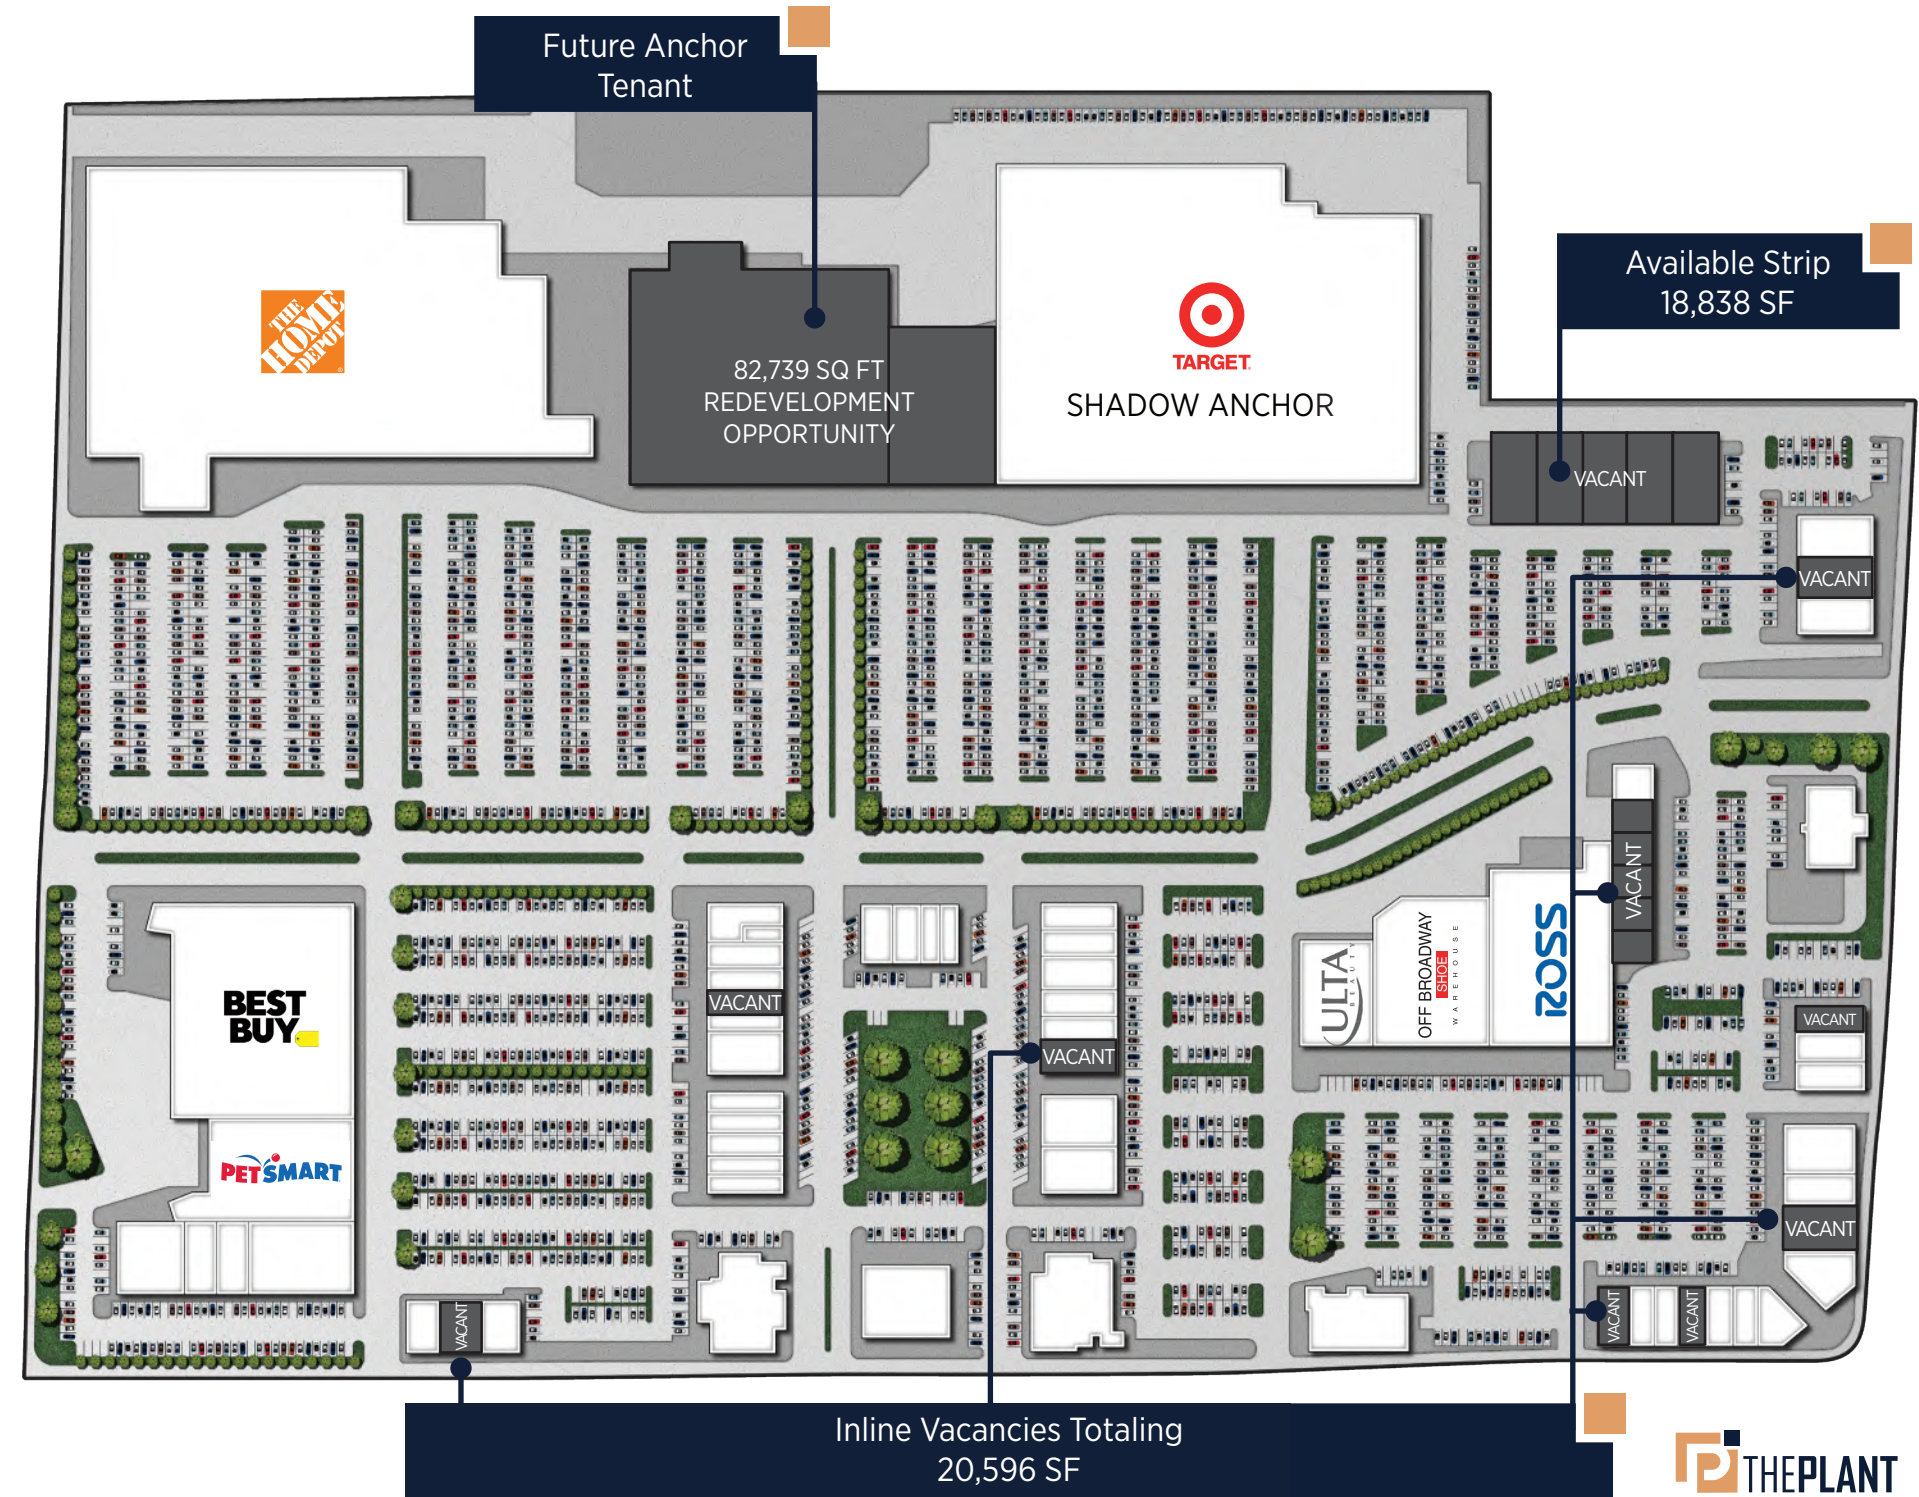 Future Anchor
Tenant
Available Strip
18,838 SF
THE
HOME
DEPOT
82,739 SQ FT
REDEVELOPMENT
OPPORTUNITY
TARGET
SHADOW ANCHOR
VACANT
VACANT
VACANT
BEST
BUY
PETSMART
VACANT
VACANT
ULTA
BEAUTY
OFF BROADWAY
SHOE
WAREHOUSE
ROSS
VACANT
VACANT
VACANT
VACANT
VACANT
Inline Vacancies Totaling
20,596 SF
THEPLANT